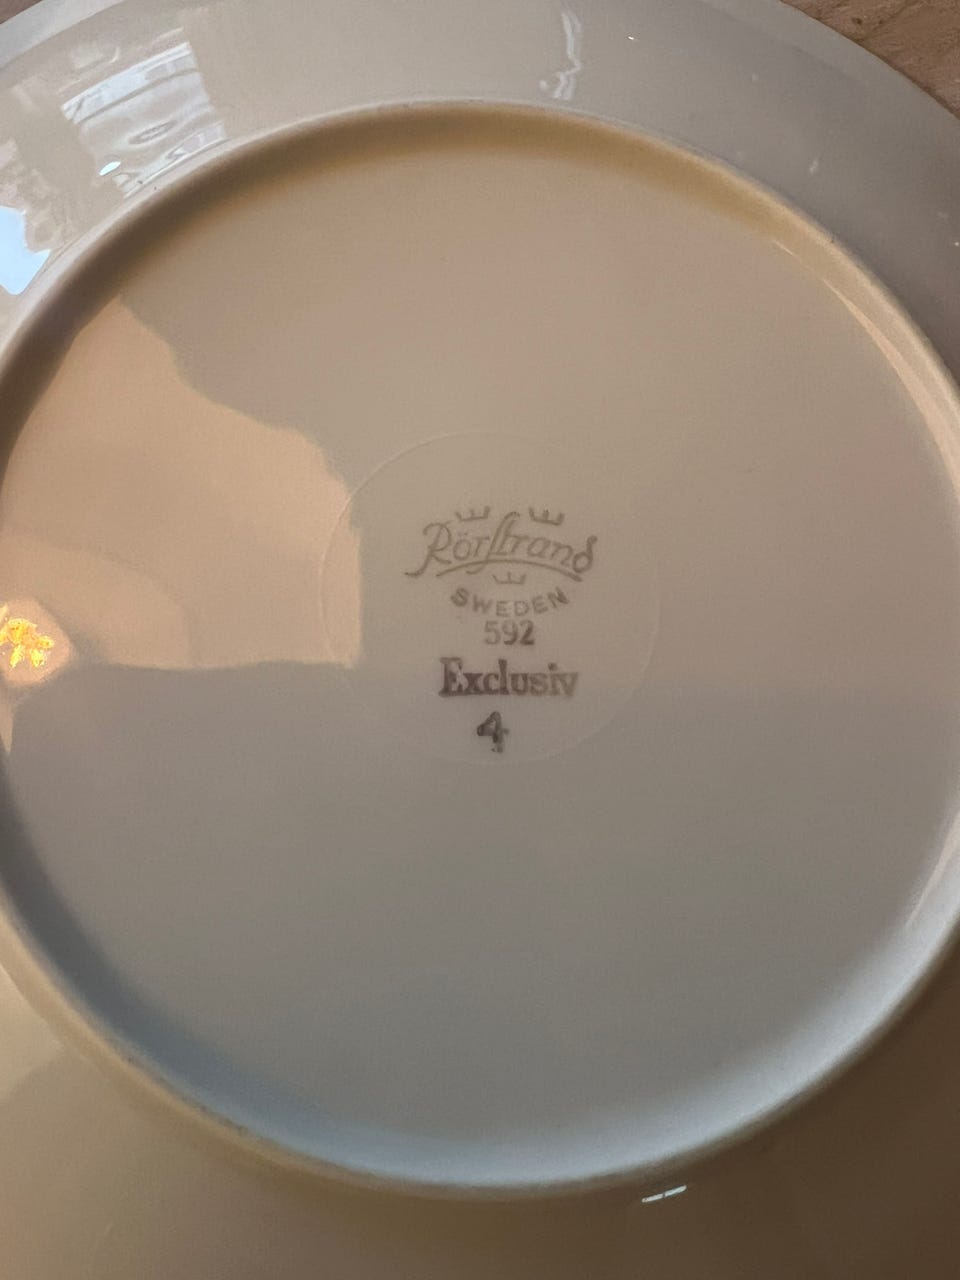 Rörstrand
SWEDEN
592
Exclusiv
4